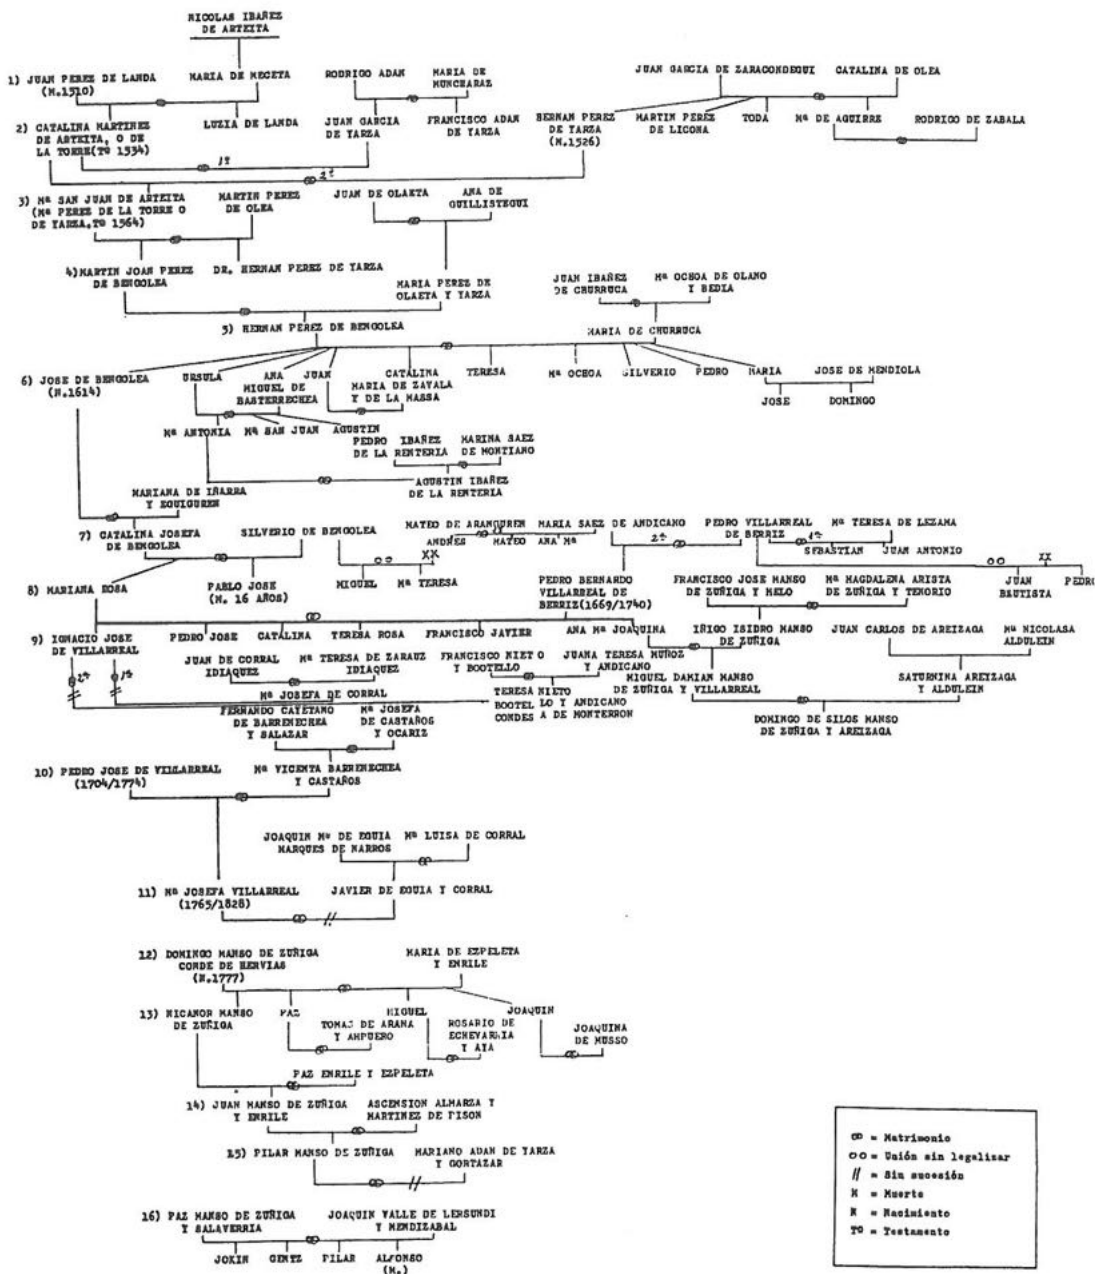 NICOLAS IBAÑEZ
DE ARTEITA
1) JUAN PEREZ DE LANDA
(M.1510)
MARIA DE MECETA
RODRIGO ADAN
MARIA DE
MUNCHARAZ
JUAN GARCIA DE ZARACONDEGUI
CATALINA DE OLEA
2) CATALINA MARTINEZ
DE ARTEITA, O DE
LA TORRE(Tº 1534)
LUZIA DE LANDA
JUAN GARCIA
DE YARZA
FRANCISCO ADAN
DE YARZA
HERNAN PEREZ
DE YARZA
(M.1526)
MARTIN PEREZ
DE LICONA
TODA
Mª DE AGUIRRE
RODRIGO DE ZABALA
1º
2º
3) Mª SAN JUAN DE ARTEITA
(Mª PEREZ DE LA TORRE O
DE YARZA,Tº 1564)
MARTIN PEREZ
DE OLEA
JUAN DE OLAETA
ANA DE
GUILLISTEGUI
4) MARTIN JOAN PEREZ
DE BENGOLEA
DR. HERNAN PEREZ DE YARZA
MARIA PEREZ DE
OLAETA Y YARZA
JUAN IBAÑEZ
DE CHURRUCA
Mª OCHOA DE OLANO
Y BEDIA
5) HERNAN PEREZ DE BENGOLEA
MARIA DE CHURRUCA
6) JOSE DE BENGOLEA
(N.1614)
URSULA
ANA
JUAN
CATALINA
TERESA
Mª OCHOA
SILVERIO
PEDRO
MARIA
JOSE DE MENDIOLA
MIGUEL DE
BASTERRECHEA
MARIA DE ZAVALA
Y DE LA MASSA
JOSE
DOMINGO
Mª ANTONIA
Mª SAN JUAN
AGUSTIN
PEDRO IBAÑEZ
DE LA RENTERIA
MARINA SAEZ
DE MONTIANO
AGUSTIN IBAÑEZ
DE LA RENTERIA
MARIANA DE IÑARRA
Y EGUIGUREN
7) CATALINA JOSEFA
DE BENGOLEA
SILVERIO DE BENGOLEA
MATEO DE ARANGUREN
MARIA SAEZ DE ANDICANO
PEDRO VILLARREAL
DE BERRIZ
Mª TERESA DE LEZAMA
ANDRES
MATEO
ANA Mª
2º
1º
SEBASTIAN
JUAN ANTONIO
XX
XX
8) MARIANA ROSA
PABLO JOSE
(M. 16 AÑOS)
MIGUEL
Mª TERESA
PEDRO BERNARDO
VILLARREAL DE
BERRIZ(1669/1740)
FRANCISCO JOSE MANSO
DE ZUÑIGA Y MELO
Mª MAGDALENA ARISTA
DE ZUÑIGA Y TENORIO
JUAN
BAUTISTA
PEDRO
9) IGNACIO JOSE
DE VILLARREAL
PEDRO JOSE
CATALINA
TERESA ROSA
FRANCISCO JAVIER
ANA Mª JOAQUINA
IÑIGO ISIDRO MANSO
DE ZUÑIGA
JUAN CARLOS DE AREIZAGA
Mª NICOLASA
ALDULEIN
2º
1º
JUAN DE CORRAL
IDIAQUEZ
Mª TERESA DE ZARAUZ
IDIAQUEZ
FRANCISCO NIETO
Y BOOTELLO
JUANA TERESA MUÑOZ
Y ANDICANO
MIGUEL DAMIAN MANSO
DE ZUÑIGA Y VILLARREAL
SATURNINA AREIZAGA
Y ALDULEIN
Mª JOSEFA DE CORRAL
TERESA NIETO
BOOTELLO Y ANDICANO
CONDESA DE MONTERRON
DOMINGO DE SILOS MANSO
DE ZUÑIGA Y AREIZAGA
FERNANDO CAYETANO
DE BARRENECHEA
Y SALAZAR
Mª JOSEFA
DE CASTAÑOS
Y OCARIZ
10) PEDRO JOSE DE VILLARREAL
(1704/1774)
Mª VICENTA BARRENECHEA
Y CASTAÑOS
JOAQUIN Mª DE EGUIA
MARQUES DE NARROS
Mª LUISA DE CORRAL
11) Mª JOSEFA VILLARREAL
(1765/1828)
JAVIER DE EGUIA Y CORRAL
12) DOMINGO MANSO DE ZUÑIGA
CONDE DE HERVIAS
(N.1777)
MARIA DE EZPELETA
Y ENRILE
13) NICANOR MANSO
DE ZUÑIGA
PAZ
MIGUEL
JOAQUIN
TOMAS DE ARANA
Y AMPUERO
ROSARIO DE
ECHEVARRIA
Y AYA
JOAQUINA
DE MUSSO
PAZ ENRILE Y EZPELETA
14) JUAN MANSO DE ZUÑIGA
Y ENRILE
ASCENSION ALMARZA Y
MARTINEZ DE PISON
15) PILAR MANSO DE ZUÑIGA
MARIANO ADAN DE YARZA
Y GORTAZAR
16) PAZ MANSO DE ZUÑIGA
Y SALAVERRIA
JOAQUIN VALLE DE LERSUNDI
Y MENDIZABAL
JOKIN
GENTZ
PILAR
ALFONSO
(M.)
∞ = Matrimonio
oo = Unión sin legalizar
// = Sin sucesión
M = Muerte
N = Nacimiento
Tº = Testamento